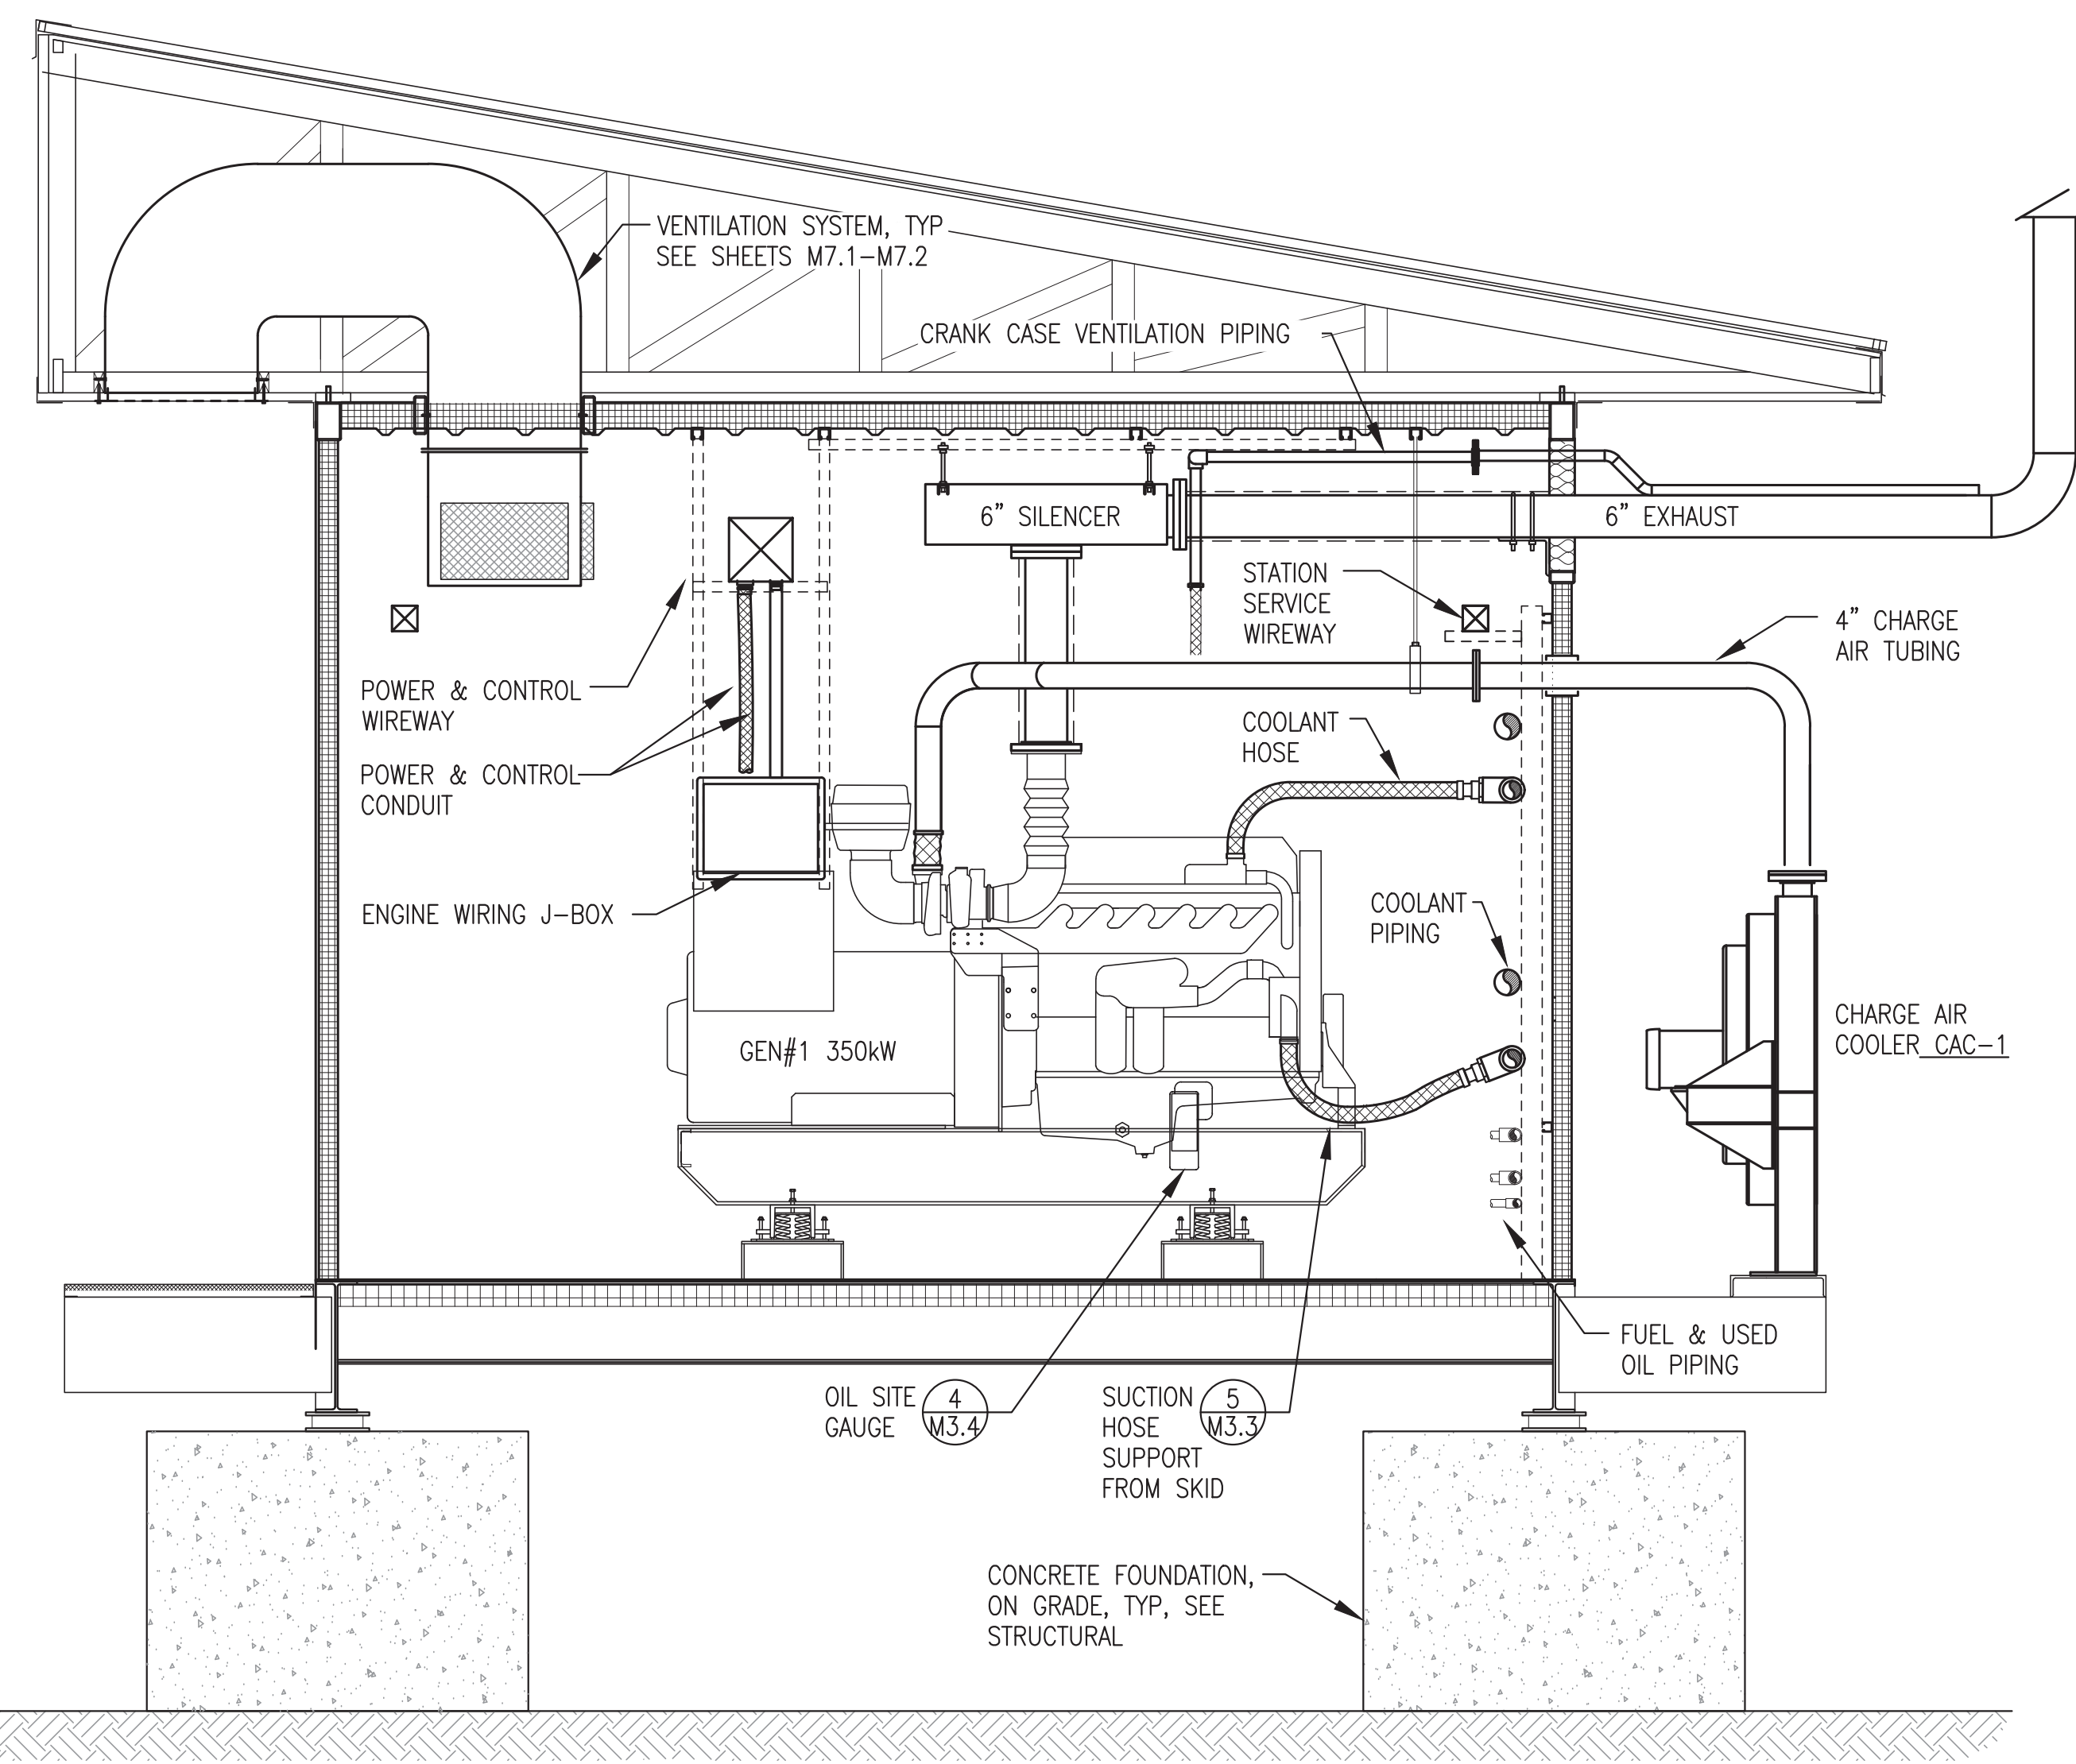 VENTILATION SYSTEM, TYP
SEE SHEETS M7.1-M7.2
CRANK CASE VENTILATION PIPING
6" SILENCER
6" EXHAUST
STATION
SERVICE
WIREWAY
4" CHARGE
AIR TUBING
POWER & CONTROL
WIREWAY
COOLANT
HOSE
POWER & CONTROL
CONDUIT
ENGINE WIRING J-BOX
COOLANT
PIPING
GEN#1 350kW
CHARGE AIR
COOLER CAC-1
FUEL & USED
OIL PIPING
OIL SITE
GAUGE
4
M3.4
SUCTION
HOSE
SUPPORT
FROM SKID
5
M3.3
CONCRETE FOUNDATION,
ON GRADE, TYP, SEE
STRUCTURAL